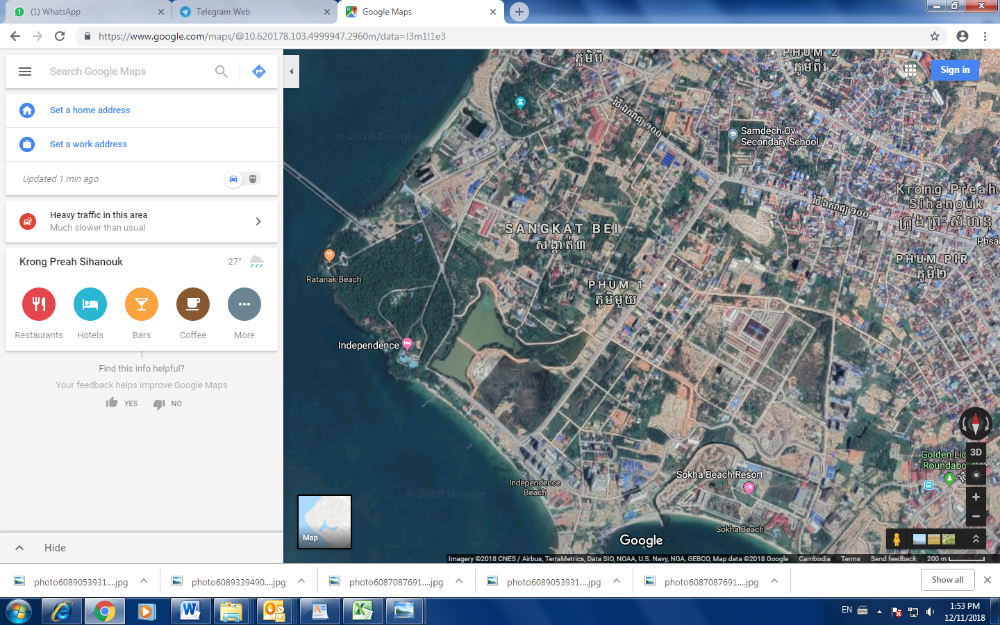 (1) WhatsApp
Telegram Web
Google Maps
https://www.google.com/maps/@10.620178,103.4999947,2960m/data=!3m1!1e3
Search Google Maps
Sign in
Set a home address
Set a work address
Updated 1 min ago
Heavy traffic in this area
Much slower than usual
Krong Preah Sihanouk
27°
Restaurants
Hotels
Bars
Coffee
More
Find this info helpful?
Your feedback helps improve Google Maps
YES
NO
Hide
ភូមិបី
PHUM 2
ភូមិពីរ
© 2018 Google
Samdech Ov
Secondary School
Krong Preah
Sihanouk
ក្រុងព្រះសីហនុ
SANGKAT BEI
សង្កាត់៣
Phsa
PHUM PIR
ភូមិ២
Ratanak Beach
PHUM 1
ភូមិមួយ
Independence
Golden Lio
Roundabou
3D
Sokha Beach Resort
Independence
Beach
© 2018 Google
Sokha Beach
Map
Google
Imagery ©2018 CNES / Airbus, TerraMetrics, Data SIO, NOAA, U.S. Navy, NGA, GEBCO, Map data ©2018 Google
Cambodia
Terms
Send feedback
200 m
photo6089053931....jpg
photo6089339490....jpg
photo6087087691....jpg
photo6089053931....jpg
photo6087087691....jpg
Show all
EN
1:53 PM
12/11/2018